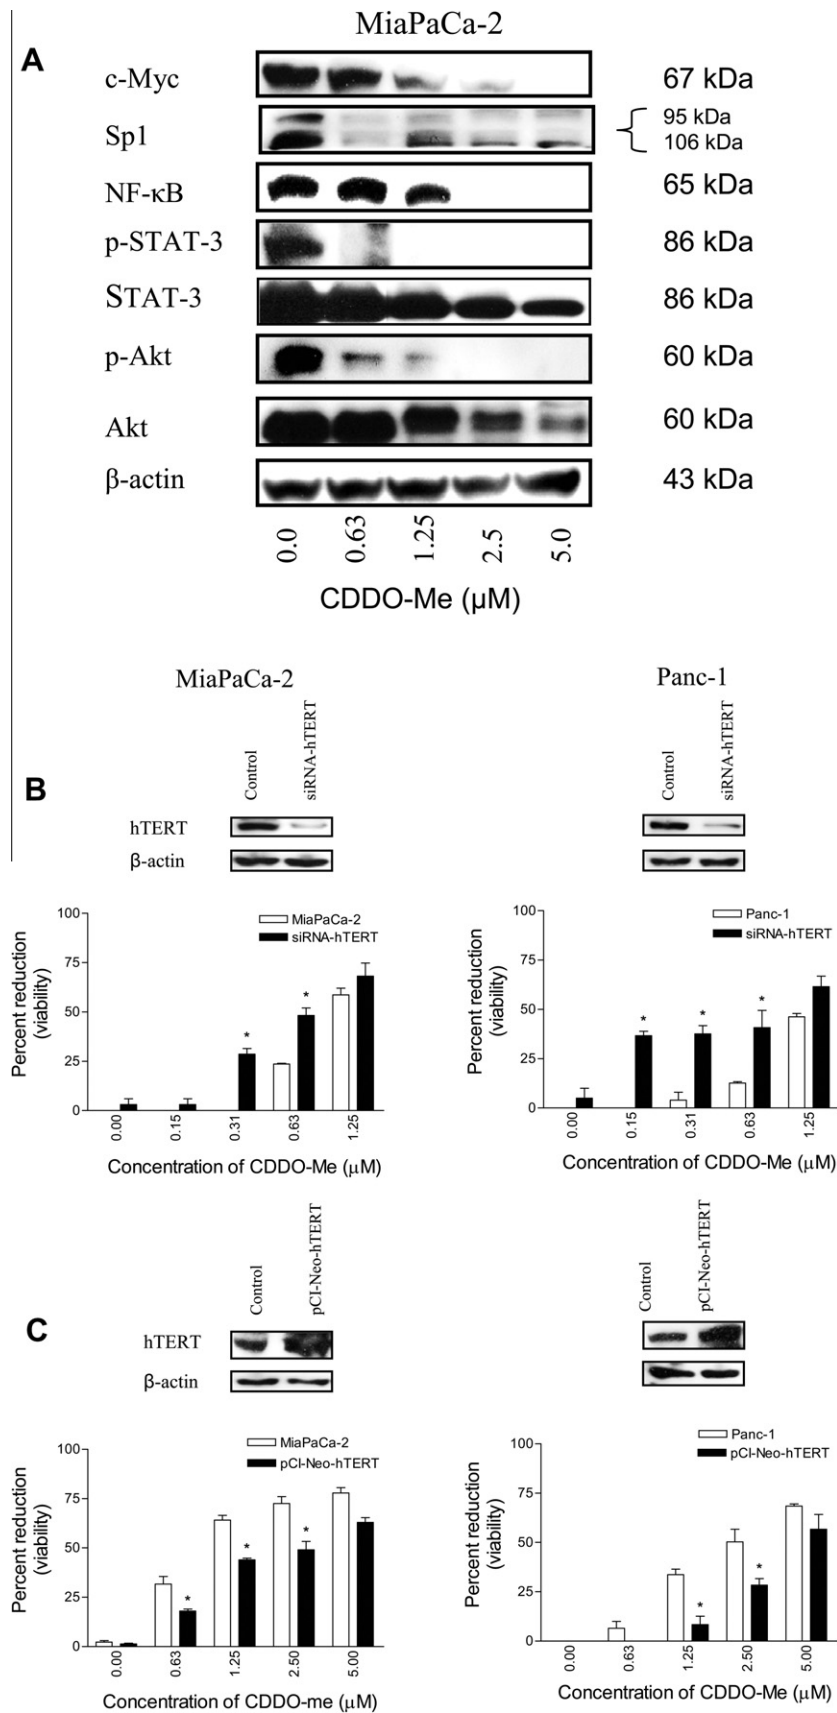 MiaPaCa-2
A
c-Myc 67 kDa
Sp1 95 kDa
106 kDa
NF-κB 65 kDa
p-STAT-3 86 kDa
STAT-3 86 kDa
p-Akt 60 kDa
Akt 60 kDa
β-actin 43 kDa
0.0 0.63 1.25 2.5 5.0
CDDO-Me (μM)
MiaPaCa-2
Control siRNA-hTERT
B
hTERT
β-actin
Percent reduction
(viability)
100
75
50
25
0
MiaPaCa-2
siRNA-hTERT
* *
0.00 0.15 0.31 0.63 1.25
Concentration of CDDO-Me (μM)
Panc-1
Control siRNA-hTERT
Percent reduction
(viability)
100
75
50
25
0
Panc-1
siRNA-hTERT
* * *
0.00 0.15 0.31 0.63 1.25
Concentration of CDDO-Me (μM)
C
Control pCI-Neo-hTERT
hTERT
β-actin
Percent reduction
(viability)
100
75
50
25
0
MiaPaCa-2
pCI-Neo-hTERT
* * *
0.00 0.63 1.25 2.50 5.00
Concentration of CDDO-me (μM)
Control pCI-Neo-hTERT
Percent reduction
(viability)
100
75
50
25
0
Panc-1
pCI-Neo-hTERT
* *
0.00 0.63 1.25 2.50 5.00
Concentration of CDDO-Me (μM)